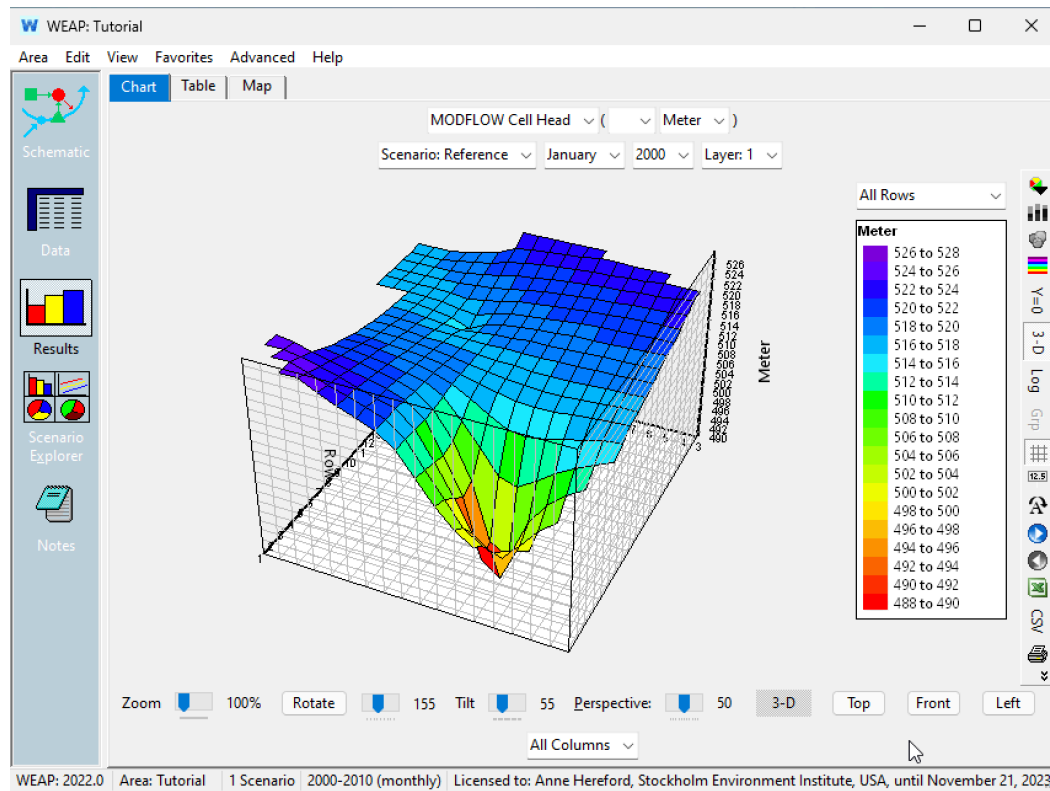 WEAP: Tutorial
Area Edit View Favorites Advanced Help
Chart Table Map
MODFLOW Cell Head ( Meter )
Scenario: Reference January 2000 Layer: 1
Schematic
Data
Results
Scenario
Explorer
Notes
All Rows
Meter
526 to 528
524 to 526
522 to 524
520 to 522
518 to 520
516 to 518
514 to 516
512 to 514
510 to 512
508 to 510
506 to 508
504 to 506
502 to 504
500 to 502
498 to 500
496 to 498
494 to 496
492 to 494
490 to 492
488 to 490
526
524
522
520
518
516
514
512
510
508
506
504
502
500
498
496
494
492
490
Meter
Row
12
1
3
Y=0
3-D
Log
Grp
12.5
A
CSV
Zoom 100% Rotate 155 Tilt 55 Perspective: 50 3-D Top Front Left
All Columns
WEAP: 2022.0 Area: Tutorial 1 Scenario 2000-2010 (monthly) Licensed to: Anne Hereford, Stockholm Environment Institute, USA, until November 21, 2023